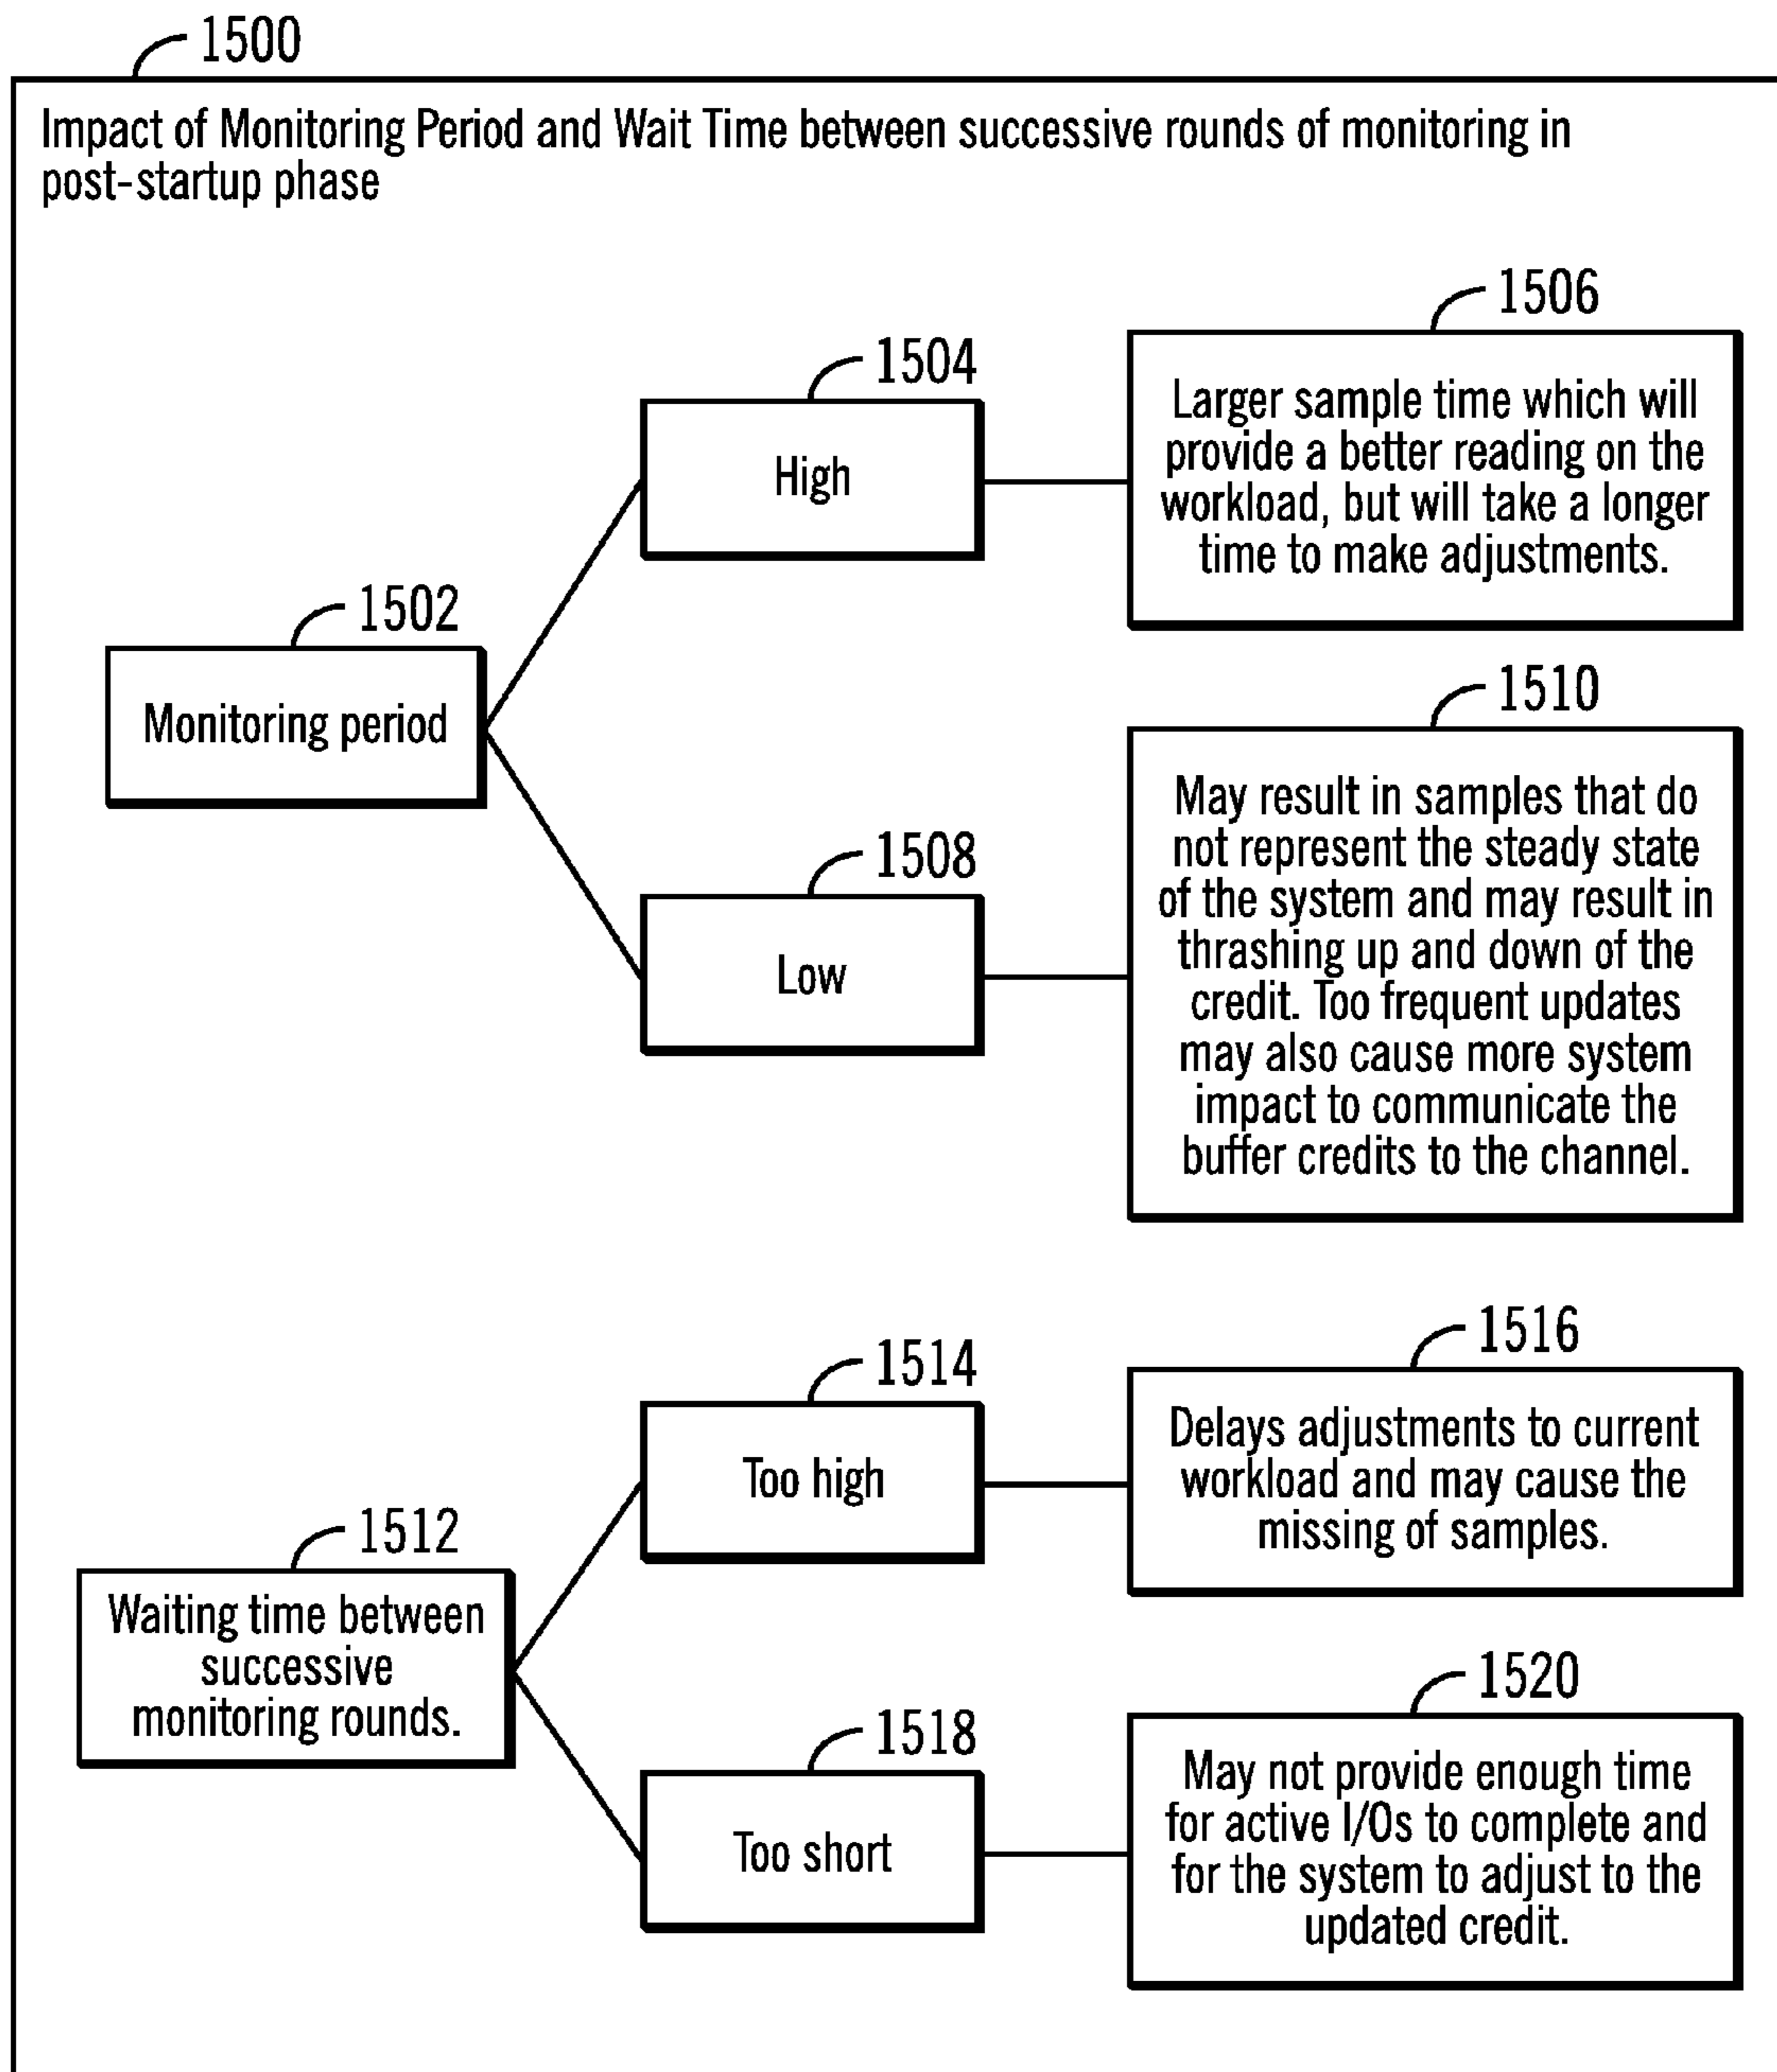 1500
Impact of Monitoring Period and Wait Time between successive rounds of monitoring in
post-startup phase
1506
Larger sample time which will
provide a better reading on the
workload, but will take a longer
time to make adjustments.
1504
High
1502
Monitoring period
1510
May result in samples that do
not represent the steady state
of the system and may result in
thrashing up and down of the
credit. Too frequent updates
may also cause more system
impact to communicate the
buffer credits to the channel.
1508
Low
1516
Delays adjustments to current
workload and may cause the
missing of samples.
1514
Too high
1512
Waiting time between
successive
monitoring rounds.
1520
May not provide enough time
for active I/Os to complete and
for the system to adjust to the
updated credit.
1518
Too short